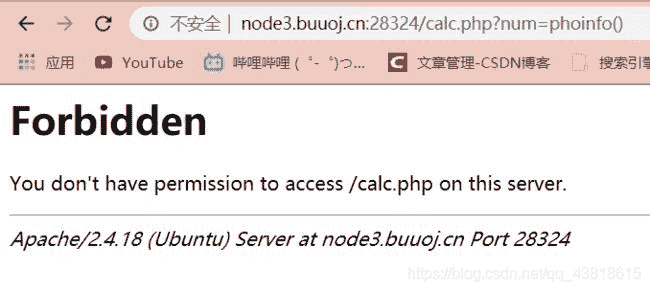 不安全 | node3.buuoj.cn:28324/calc.php?num=phoinfo()
应用 YouTube 哔哩哔哩 ( ゜- ゜)つ... C 文章管理-CSDN博客 搜索引擎
Forbidden
You don't have permission to access /calc.php on this server.
Apache/2.4.18 (Ubuntu) Server at node3.buuoj.cn Port 28324
https://blog.csdn.net/qq_43818615